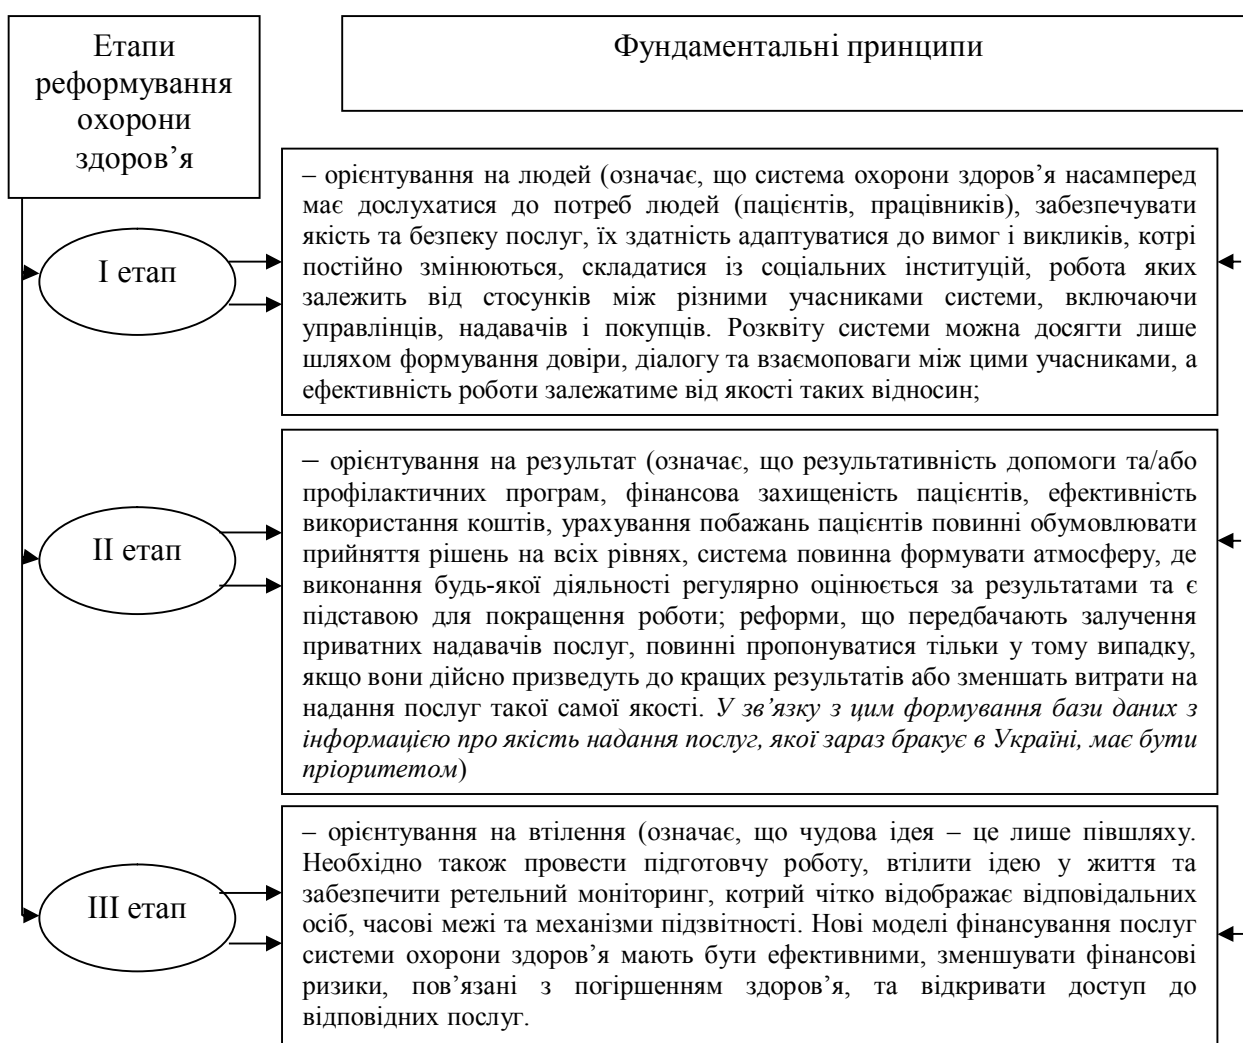 Етапи
реформування
охорони
здоров’я
Фундаментальні принципи
І етап
– орієнтування на людей (означає, що система охорони здоров’я насамперед
має дослухатися до потреб людей (пацієнтів, працівників), забезпечувати
якість та безпеку послуг, їх здатність адаптуватися до вимог і викликів, котрі
постійно змінюються, складатися із соціальних інституцій, робота яких
залежить від стосунків між різними учасниками системи, включаючи
управлінців, надавачів і покупців. Розквіту системи можна досягти лише
шляхом формування довіри, діалогу та взаємоповаги між цими учасниками, а
ефективність роботи залежатиме від якості таких відносин;
ІІ етап
– орієнтування на результат (означає, що результативність допомоги та/або
профілактичних програм, фінансова захищеність пацієнтів, ефективність
використання коштів, урахування побажань пацієнтів повинні обумовлювати
прийняття рішень на всіх рівнях, система повинна формувати атмосферу, де
виконання будь-якої діяльності регулярно оцінюється за результатами та є
підставою для покращення роботи; реформи, що передбачають залучення
приватних надавачів послуг, повинні пропонуватися тільки у тому випадку,
якщо вони дійсно призведуть до кращих результатів або зменшать витрати на
надання послуг такої самої якості. У зв’язку з цим формування бази даних з
інформацією про якість надання послуг, якої зараз бракує в Україні, має бути
пріоритетом)
ІІІ етап
– орієнтування на втілення (означає, що чудова ідея – це лише півшляху.
Необхідно також провести підготовчу роботу, втілити ідею у життя та
забезпечити ретельний моніторинг, котрий чітко відображає відповідальних
осіб, часові межі та механізми підзвітності. Нові моделі фінансування послуг
системи охорони здоров’я мають бути ефективними, зменшувати фінансові
ризики, пов’язані з погіршенням здоров’я, та відкривати доступ до
відповідних послуг.